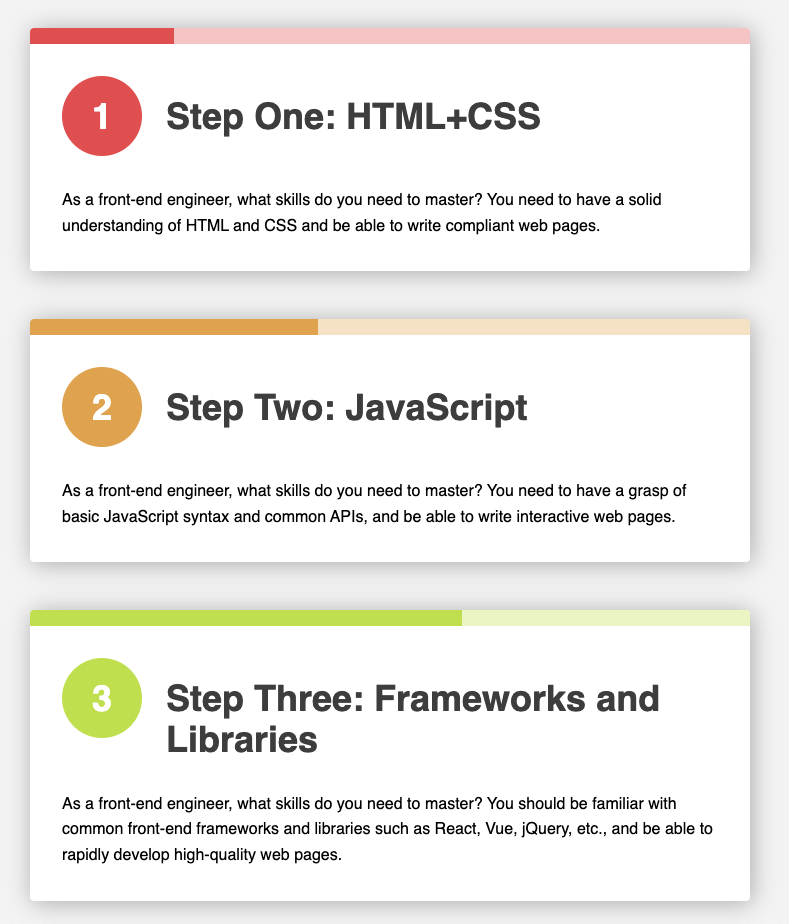 1
Step One: HTML+CSS
As a front-end engineer, what skills do you need to master? You need to have a solid
understanding of HTML and CSS and be able to write compliant web pages.
2
Step Two: JavaScript
As a front-end engineer, what skills do you need to master? You need to have a grasp of
basic JavaScript syntax and common APIs, and be able to write interactive web pages.
3
Step Three: Frameworks and
Libraries
As a front-end engineer, what skills do you need to master? You should be familiar with
common front-end frameworks and libraries such as React, Vue, jQuery, etc., and be able to
rapidly develop high-quality web pages.